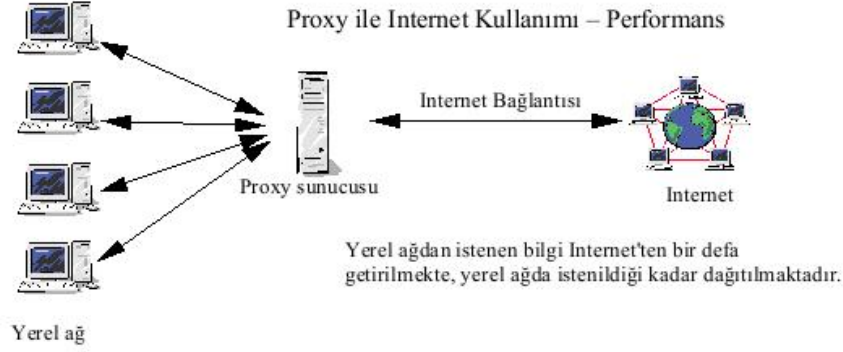 Proxy ile Internet Kullanımı – Performans
Internet Bağlantısı
Proxy sunucusu
Internet
Yerel ağdan istenen bilgi Internet'ten bir defa
getirilmekte, yerel ağda istenildiği kadar dağıtılmaktadır.
Yerel ağ